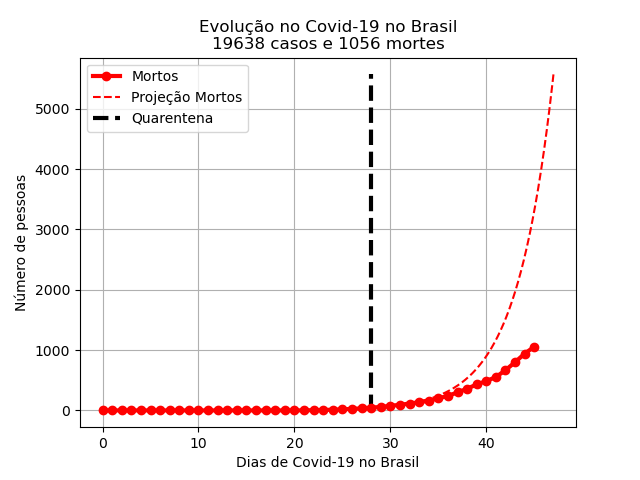 Evolução no Covid-19 no Brasil
19638 casos e 1056 mortes
Mortos
Projeção Mortos
Quarentena
Número de pessoas
5000
4000
3000
2000
1000
0
0 10 20 30 40
Dias de Covid-19 no Brasil